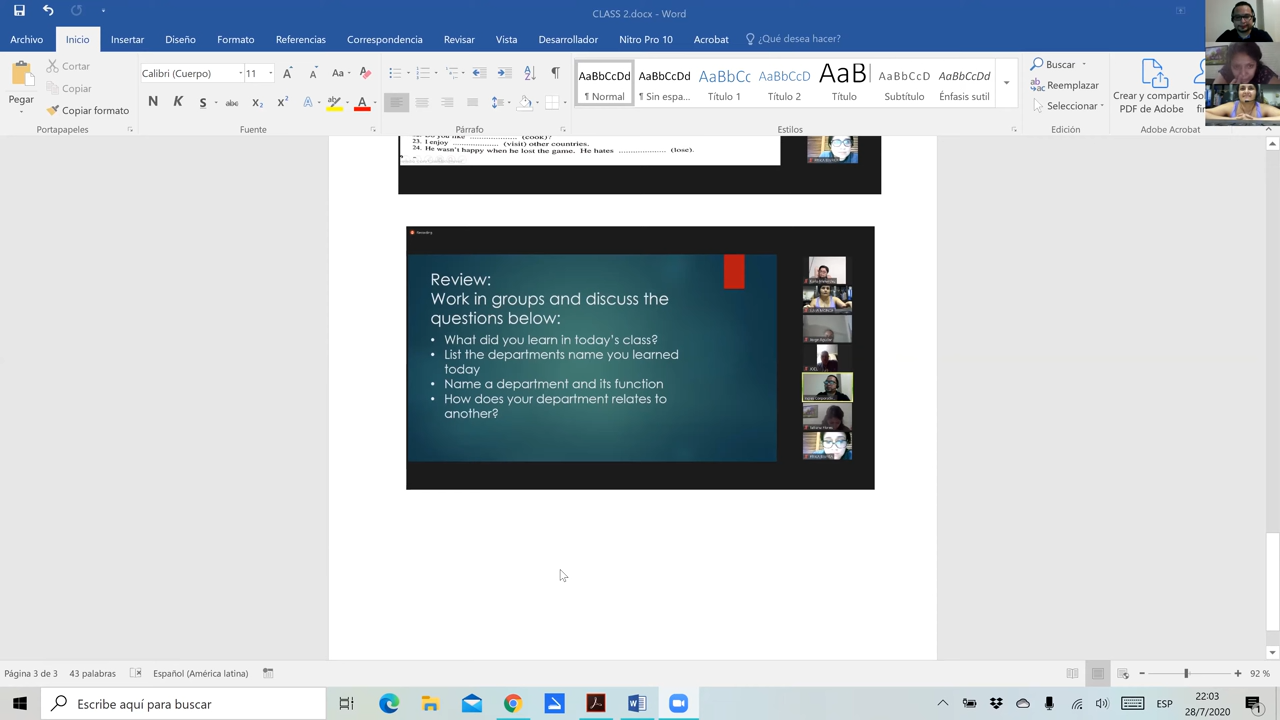 CLASS 2.docx - Word
Archivo Inicio Insertar Diseño Formato Referencias Correspondencia Revisar Vista Desarrollador Nitro Pro 10 Acrobat ¿Qué desea hacer?
Pegar
Cortar
Copiar
Copiar formato
Portapapeles
Calibri (Cuerpo) 11
Fuente
Párrafo
AaBbCcDd AaBbCcDd AaBbCc AaBbCcD AaB AaBbCcD AaBbCcDd
¶ Normal ¶ Sin espa... Título 1 Título 2 Título Subtítulo Énfasis sutil
Estilos
Buscar
Reemplazar
Seleccionar
Edición
Crear y compartir
PDF de Adobe
Adobe Acrobat
(cook)?
23. I enjoy .................... (visit) other countries.
24. He wasn't happy when he lost the game. He hates .................... (lose).
Review:
Work in groups and discuss the
questions below:
• What did you learn in today's class?
• List the departments name you learned
today
• Name a department and its function
• How does your department relates to
another?
Página 3 de 3 43 palabras Español (América latina) 92 %
Escribe aquí para buscar
ESP
22:03
28/7/2020